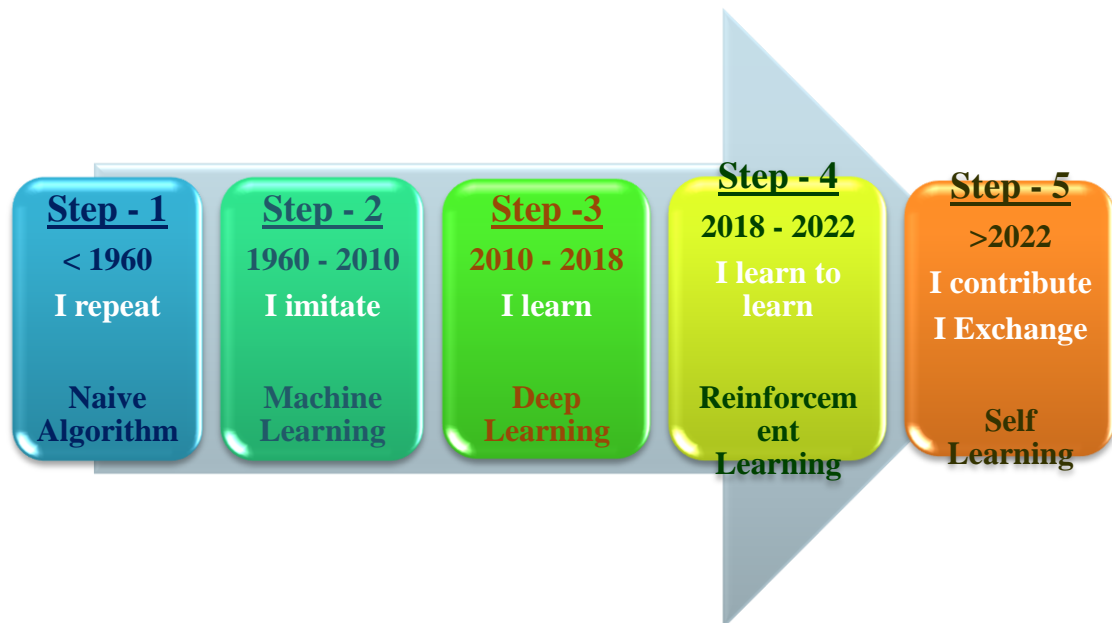 Step - 1
< 1960
I repeat
Naive
Algorithm
Step - 2
1960 - 2010
I imitate
Machine
Learning
Step -3
2010 - 2018
I learn
Deep
Learning
Step - 4
2018 - 2022
I learn to
learn
Reinforcem
ent
Learning
Step - 5
>2022
I contribute
I Exchange
Self
Learning